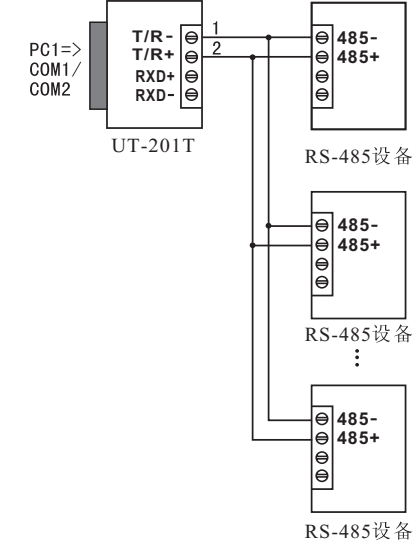 PC1=>
COM1/
COM2
T/R-
T/R+
RXD+
RXD-
1
2
UT-201T
485-
485+
RS-485设备
485-
485+
RS-485设备
485-
485+
RS-485设备